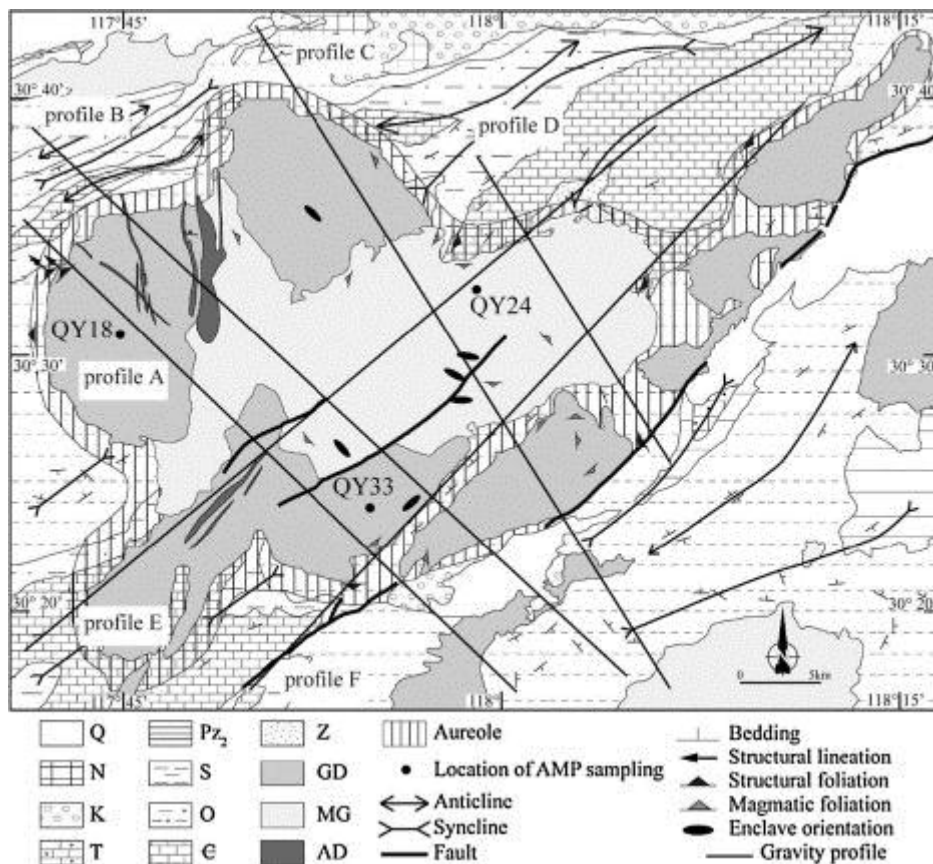 117°45'
118°
118°15'
profile C
30° 40'
30° 40'
profile B
profile D
QY24
QY18
30° 30'
30° 30'
profile A
QY33
30° 20'
30° 20'
profile E
profile F
0 5km
117°45'
118°
118°15'
Q Pz2 Z Aureole Bedding
N S GD Location of AMP sampling Structural lineation
K O MG Anticline Structural foliation
T Є AD Syncline Magmatic foliation
Fault Enclave orientation
Gravity profile